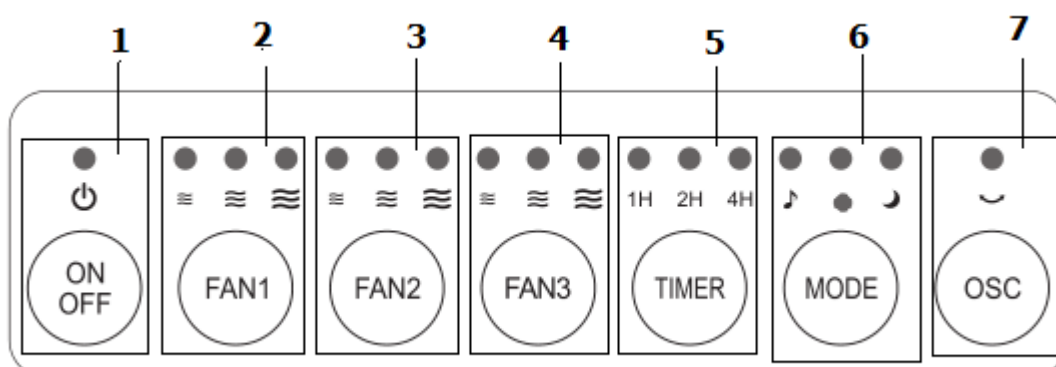 1 2 3 4 5 6 7
1H 2H 4H
ON
OFF
FAN1 FAN2 FAN3 TIMER MODE OSC